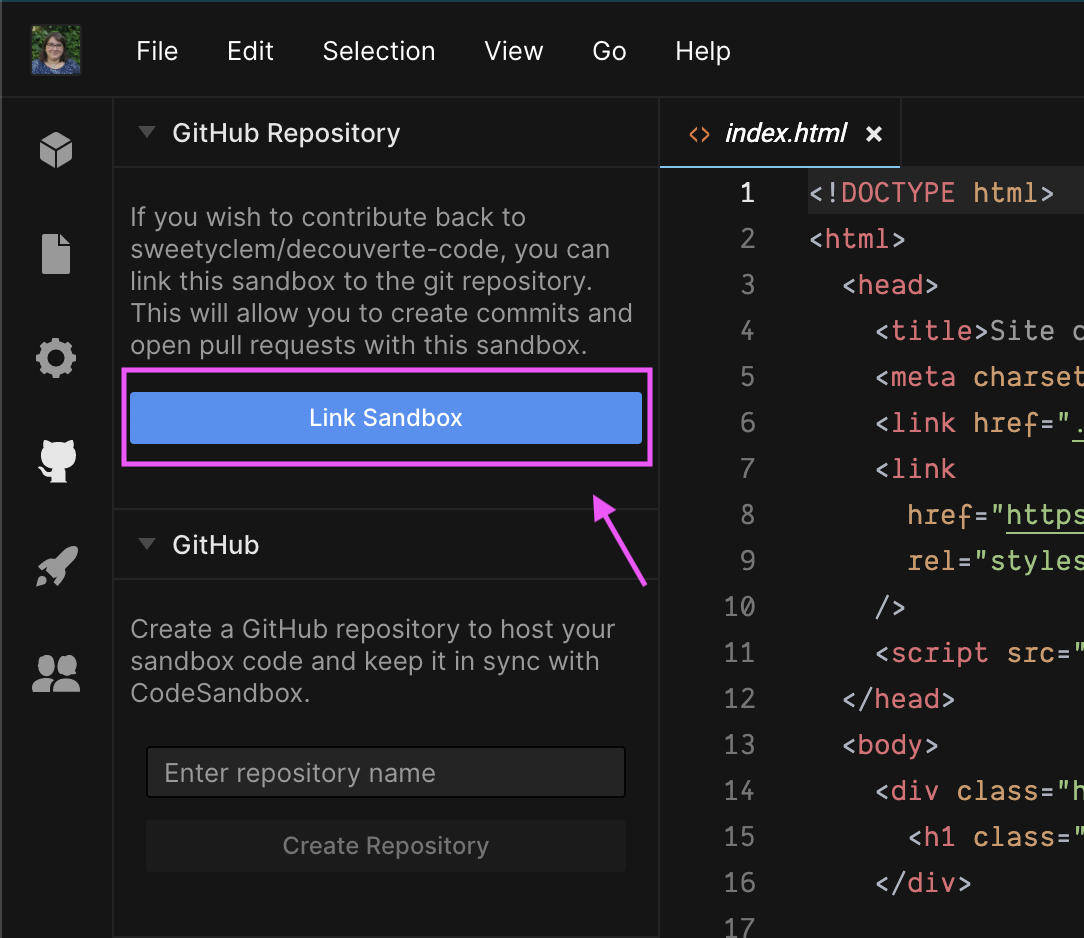 File Edit Selection View Go Help
GitHub Repository
If you wish to contribute back to
sweetyclem/decouverte-code, you can
link this sandbox to the git repository.
This will allow you to create commits and
open pull requests with this sandbox.
Link Sandbox
GitHub
Create a GitHub repository to host your
sandbox code and keep it in sync with
CodeSandbox.
Enter repository name
Create Repository
<> index.html ×
1 <!DOCTYPE html>
2 <html>
3 <head>
4 <title>Site
5 <meta charset
6 <link href=".
7 <link
8 href="https
9 rel="styles
10 />
11 <script src="
12 </head>
13 <body>
14 <div class="h
15 <h1 class="
16 </div>
17